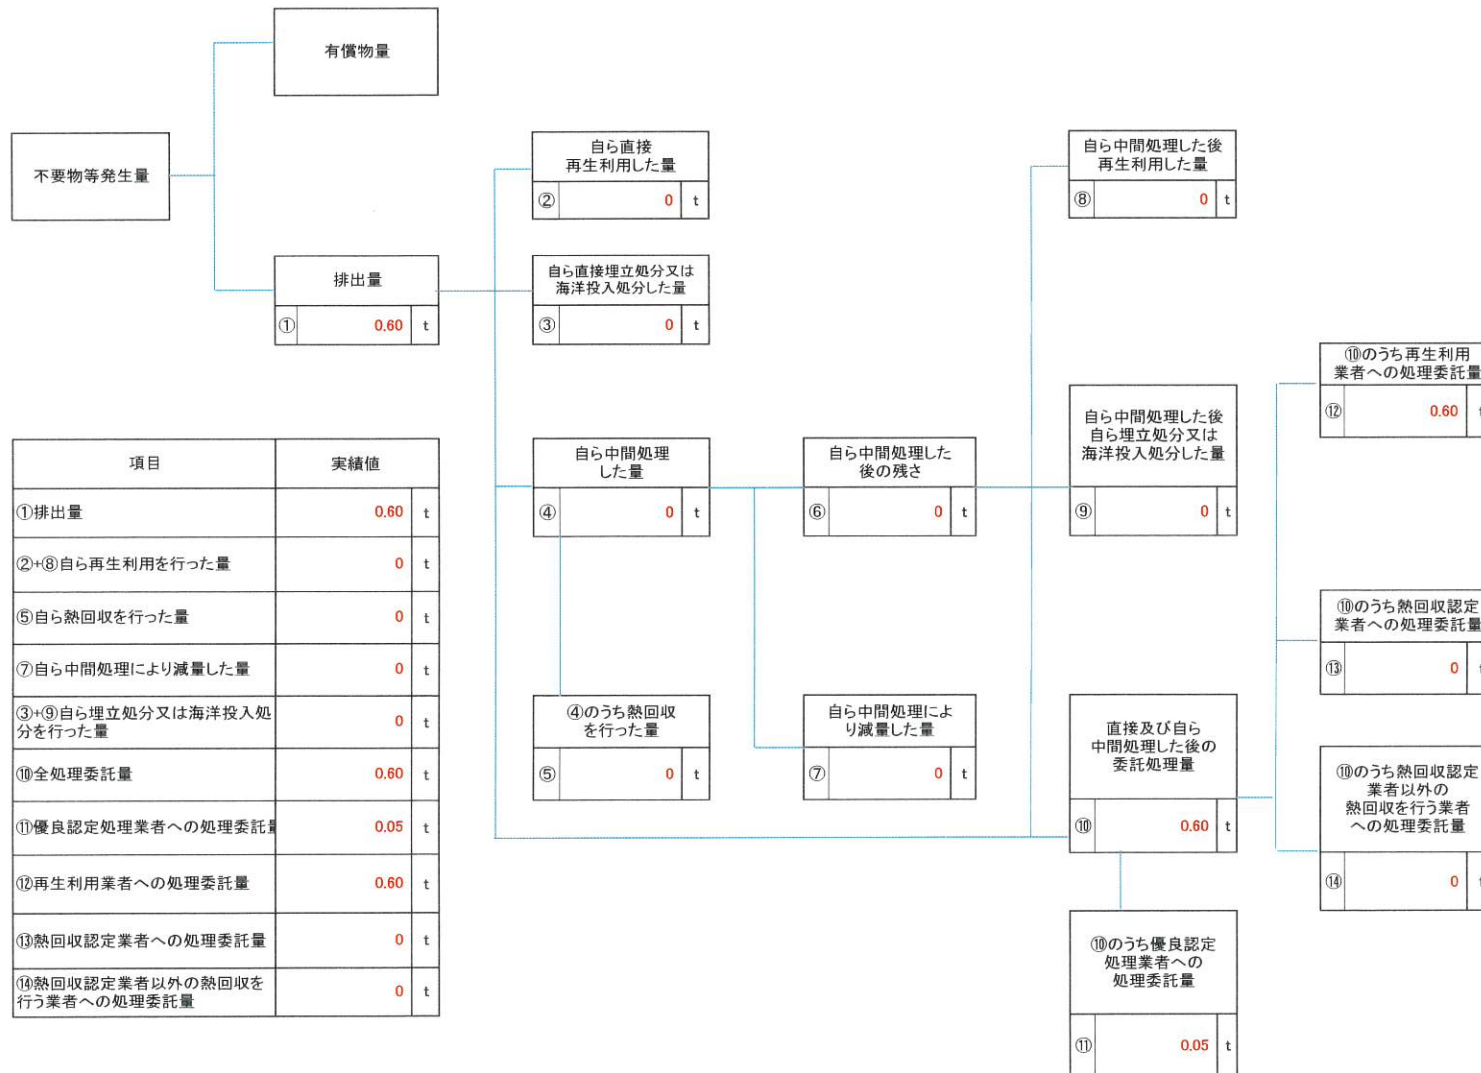 有償物量
不要物等発生量
排出量
① 0.60 t
自ら直接
再生利用した量
② 0 t
自ら直接埋立処分又は
海洋投入処分した量
③ 0 t
自ら中間処理した後
再生利用した量
⑧ 0 t
⑩のうち再生利用
業者への処理委託量
⑫ 0.60 t
自ら中間処理
した量
④ 0 t
自ら中間処理した
後の残さ
⑥ 0 t
自ら中間処理した後
自ら埋立処分又は
海洋投入処分した量
⑨ 0 t
⑩のうち熱回収認定
業者への処理委託量
⑬ 0 t
④のうち熱回収
を行った量
⑤ 0 t
自ら中間処理によ
り減量した量
⑦ 0 t
直接及び自ら
中間処理した後の
委託処理量
⑩ 0.60 t
⑩のうち熱回収認定
業者以外の
熱回収を行う業者
への処理委託量
⑭ 0 t
⑩のうち優良認定
処理業者への
処理委託量
⑪ 0.05 t
項目 実績値
①排出量 0.60 t
②+⑧自ら再生利用を行った量 0 t
⑤自ら熱回収を行った量 0 t
⑦自ら中間処理により減量した量 0 t
③+⑨自ら埋立処分又は海洋投入処
分を行った量 0 t
⑩全処理委託量 0.60 t
⑪優良認定処理業者への処理委託量 0.05 t
⑫再生利用業者への処理委託量 0.60 t
⑬熱回収認定業者への処理委託量 0 t
⑭熱回収認定業者以外の熱回収を
行う業者への処理委託量 0 t